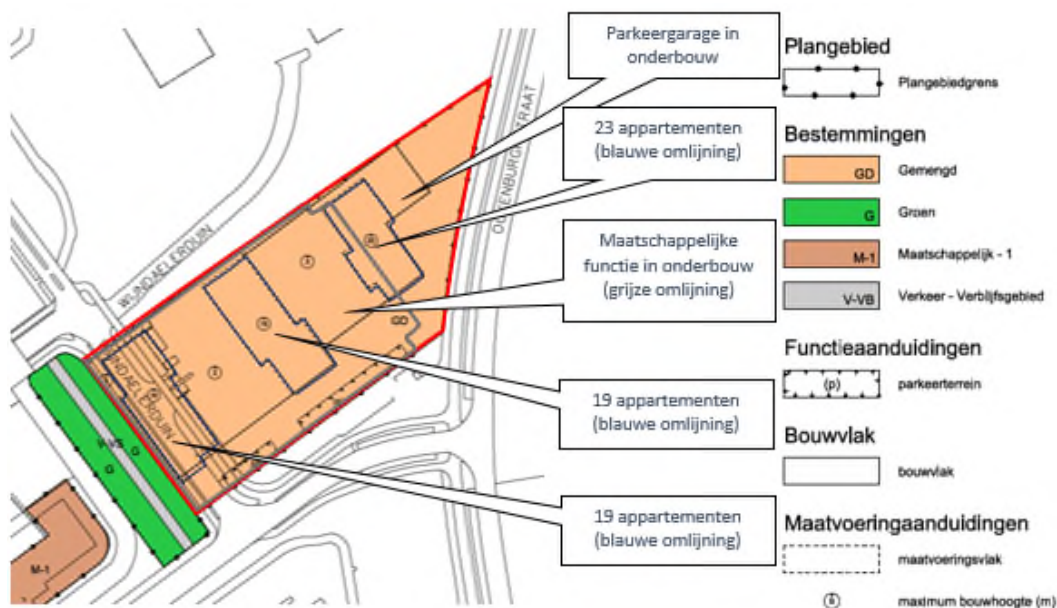 Parkeergarage in
onderbouw
23 appartementen
(blauwe omlijning)
Maatschappelijke
functie in onderbouw
(grijze omlijning)
19 appartementen
(blauwe omlijning)
19 appartementen
(blauwe omlijning)
WIJNDAELERDUIN
GD
V-VB
G
G
M-1
Plangebied
Plangebiedgrens
Bestemmingen
GD
Gemengd
G
Groen
M-1
Maatschappelijk - 1
V-VB
Verkeer - Verblijfsgebied
Functieaanduidingen
(p)
parkeerterrein
Bouwvlak
bouwvlak
Maatvoeringaanduidingen
maatvoeringsvlak
maximum bouwhoogte (m)